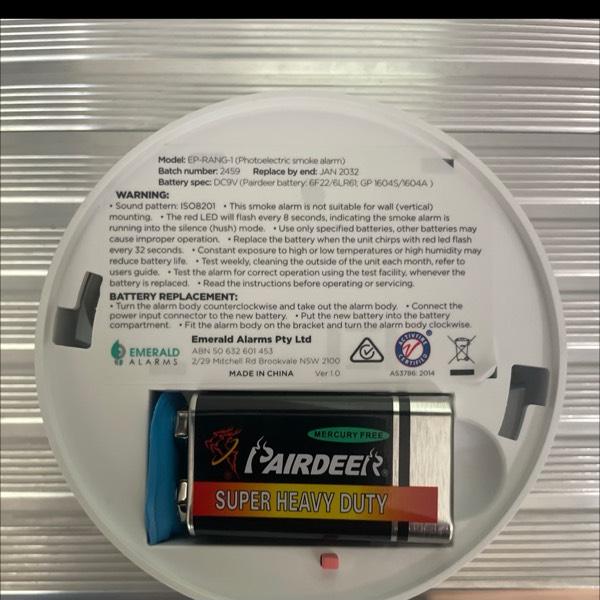 Model: EP-RANG-1 (Photoelectric smoke alarm)
Batch number: 2459 Replace by end: JAN 2032
Battery spec: DC9V (Pairdeer battery: 6F22/6LR61; GP 1604S/1604A )
WARNING:
• Sound pattern: ISO8201 • This smoke alarm is not suitable for wall (vertical)
mounting. • The red LED will flash every 8 seconds, indicating the smoke alarm is
running into the silence (hush) mode. • Use only specified batteries, other batteries may
cause improper operation. • Replace the battery when the unit chirps with red led flash
every 32 seconds. • Constant exposure to high or low temperatures or high humidity may
reduce battery life. • Test weekly, cleaning the outside of the unit each month, refer to
users guide. • Test the alarm for correct operation using the test facility, whenever the
battery is replaced. • Read the instructions before operating or servicing.
BATTERY REPLACEMENT:
• Turn the alarm body counterclockwise and take out the alarm body. • Connect the
power input connector to the new battery. • Put the new battery into the battery
compartment. • Fit the alarm body on the bracket and turn the alarm body clockwise.
EMERALD
ALARMS
Emerald Alarms Pty Ltd
ABN 50 632 601 453
2/29 Mitchell Rd Brookvale NSW 2100
MADE IN CHINA Ver 1.0
ACTIVFIRE
CERTIFIED
AS3786: 2014
MERCURY FREE
PAIRDEER®
SUPER HEAVY DUTY